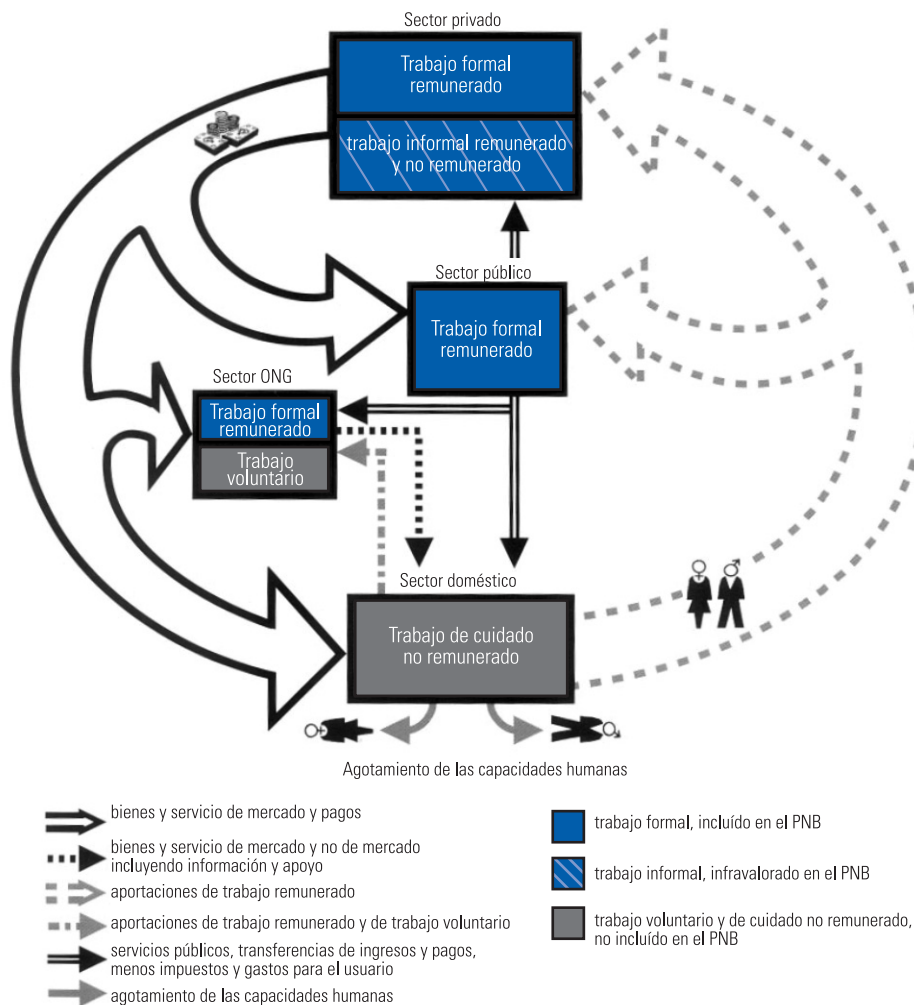 Sector privado
Trabajo formal
remunerado
trabajo informal remunerado
y no remunerado
Sector público
Trabajo formal
remunerado
Sector ONG
Trabajo formal
remunerado
Trabajo
voluntario
Sector doméstico
Trabajo de cuidado
no remunerado
Agotamiento de las capacidades humanas
bienes y servicio de mercado y pagos
bienes y servicio de mercado y no de mercado
incluyendo información y apoyo
aportaciones de trabajo remunerado
aportaciones de trabajo remunerado y de trabajo voluntario
servicios públicos, transferencias de ingresos y pagos,
menos impuestos y gastos para el usuario
agotamiento de las capacidades humanas
trabajo formal, incluído en el PNB
trabajo informal, infravalorado en el PNB
trabajo voluntario y de cuidado no remunerado,
no incluído en el PNB